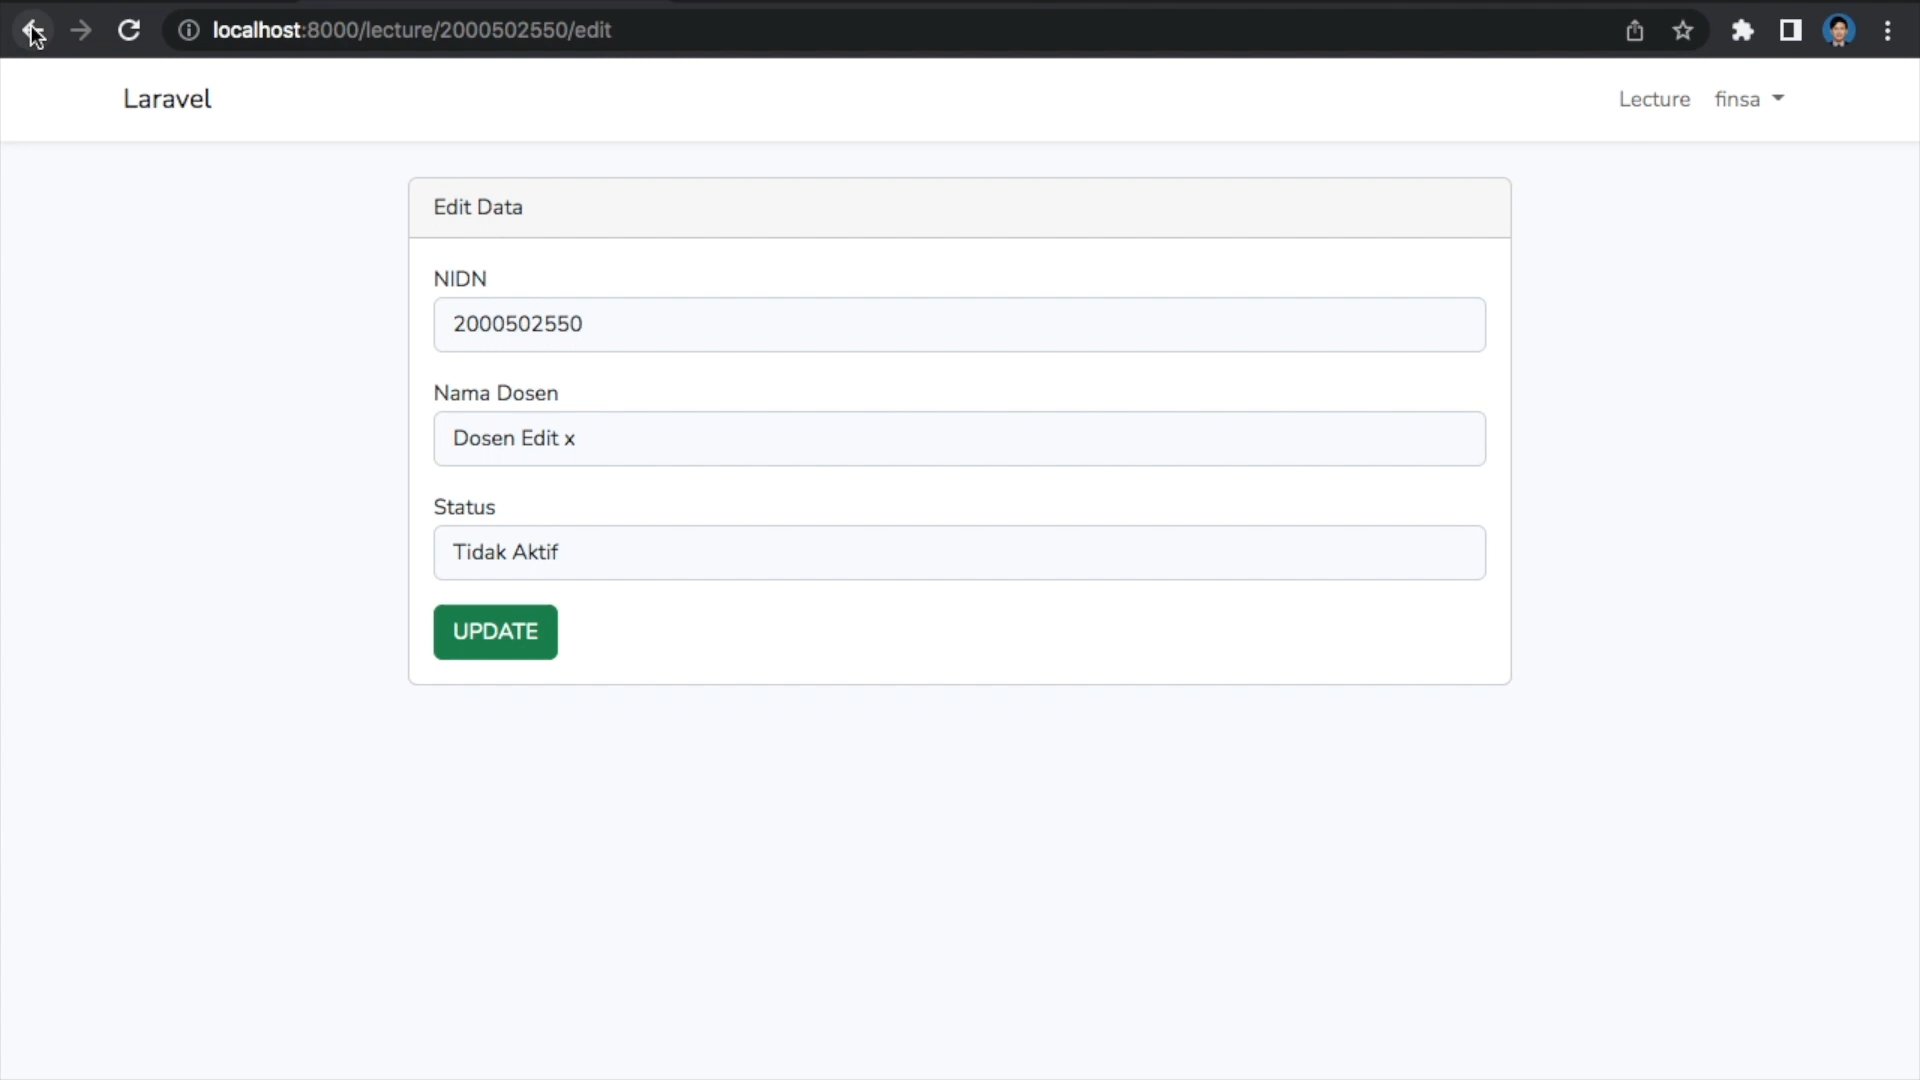 localhost:8000/lecture/2000502550/edit
Laravel
Lecture
finsa
Edit Data
NIDN
2000502550
Nama Dosen
Dosen Edit x
Status
Tidak Aktif
UPDATE